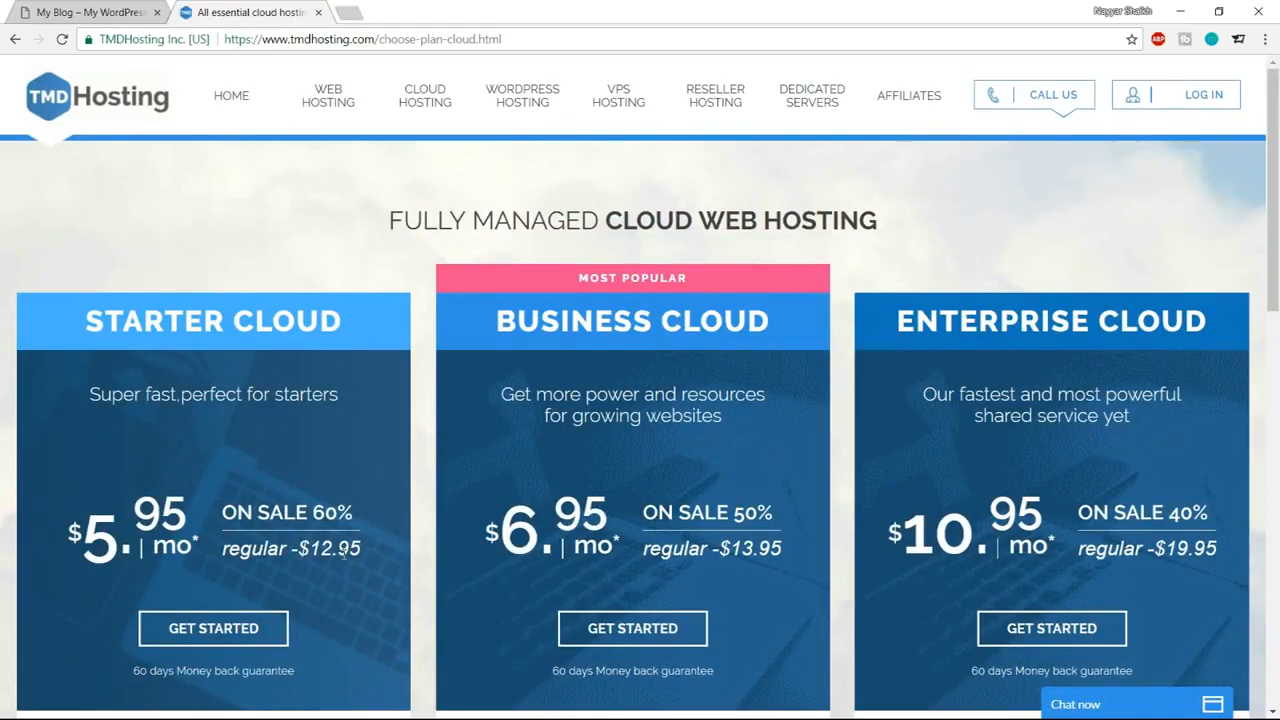 My Blog – My WordPress
All essential cloud hostin
Nayyar Shaikh
TMDHosting Inc. [US]
https://www.tmdhosting.com/choose-plan-cloud.html
ABP
TMDHosting
HOME
WEB
HOSTING
CLOUD
HOSTING
WORDPRESS
HOSTING
VPS
HOSTING
RESELLER
HOSTING
DEDICATED
SERVERS
AFFILIATES
CALL US
LOG IN
FULLY MANAGED CLOUD WEB HOSTING
STARTER CLOUD
Super fast,perfect for starters
$5.95 | mo*
ON SALE 60%
regular -$12.95
GET STARTED
60 days Money back guarantee
MOST POPULAR
BUSINESS CLOUD
Get more power and resources
for growing websites
$6.95 | mo*
ON SALE 50%
regular -$13.95
GET STARTED
60 days Money back guarantee
ENTERPRISE CLOUD
Our fastest and most powerful
shared service yet
$10.95 | mo*
ON SALE 40%
regular -$19.95
GET STARTED
60 days Money back guarantee
Chat now